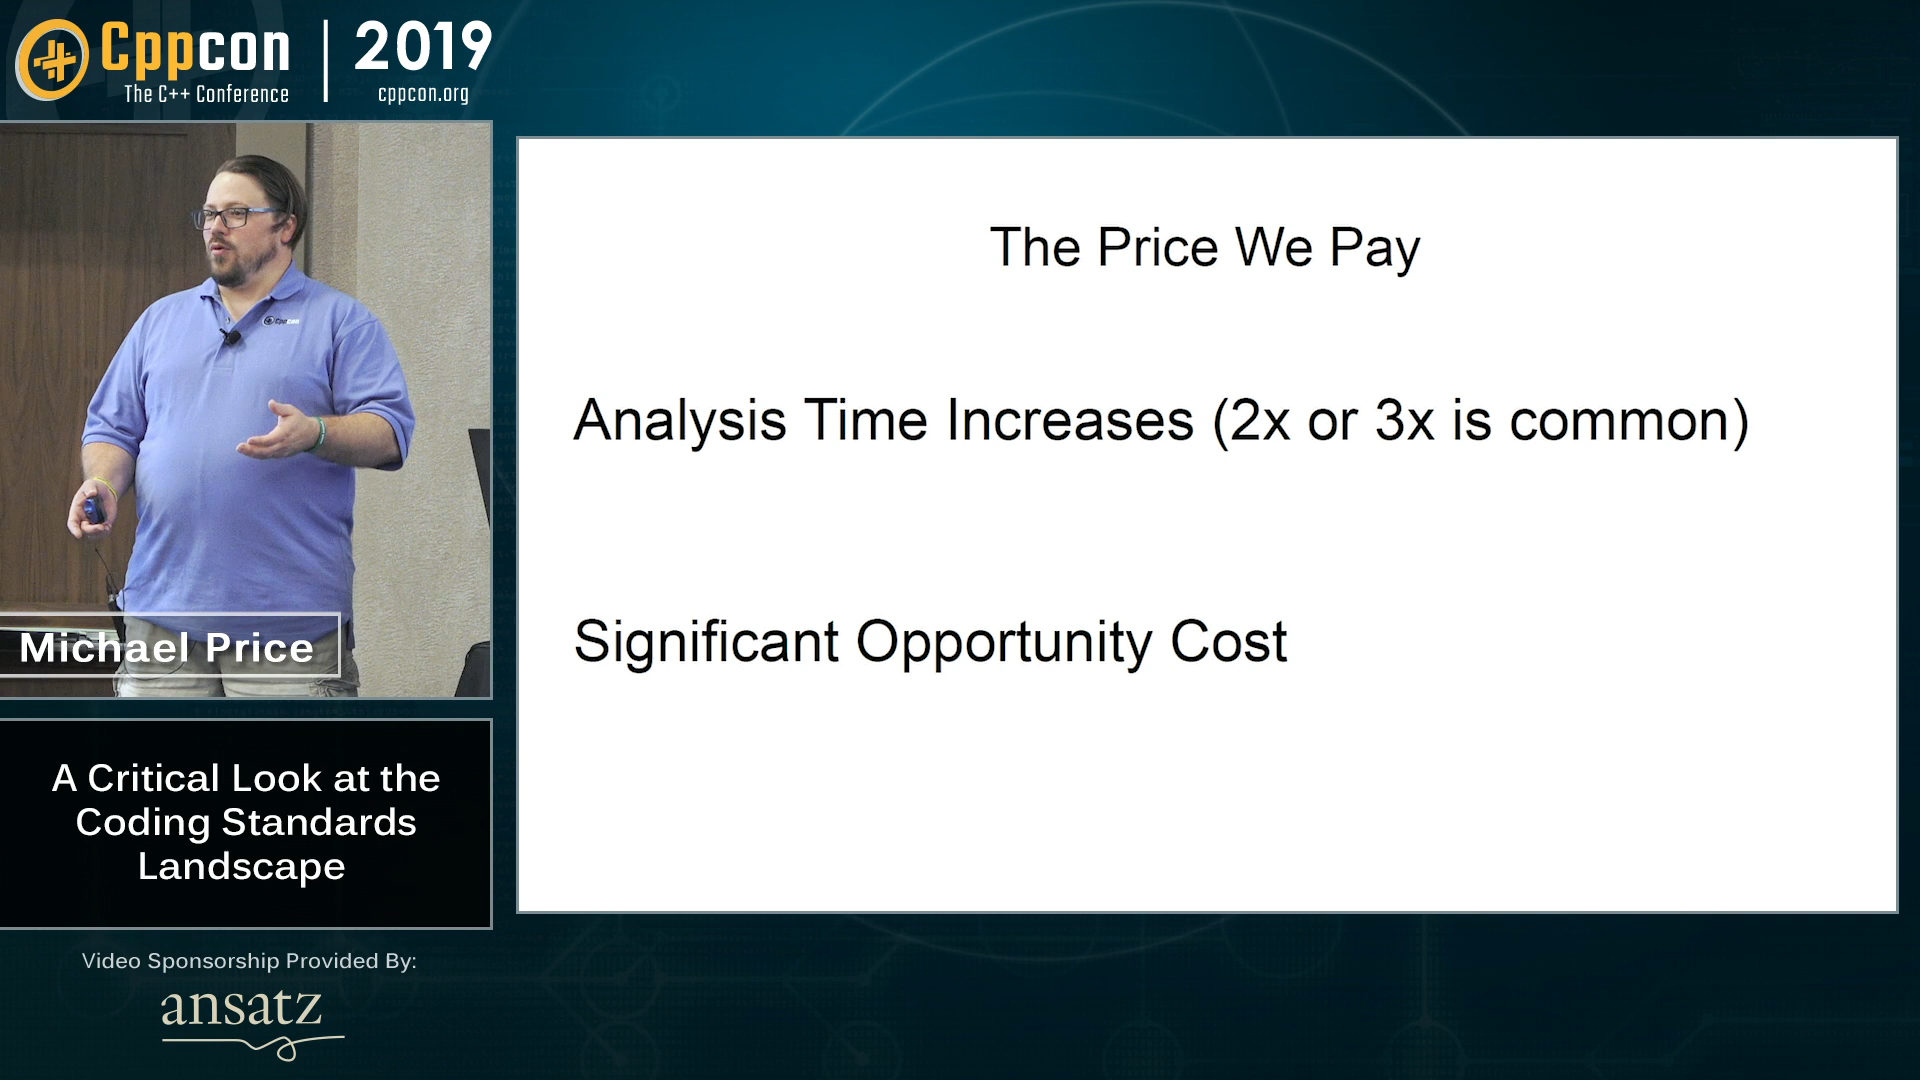 Cppcon
The C++ Conference
2019
cppcon.org
Cppcon
Michael Price
A Critical Look at the
Coding Standards
Landscape
Video Sponsorship Provided By:
ansatz
The Price We Pay
Analysis Time Increases (2x or 3x is common)
Significant Opportunity Cost